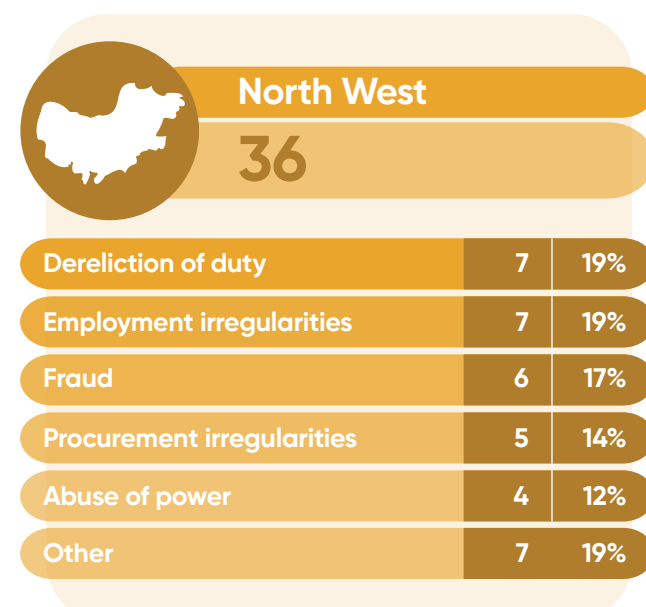 North West
36
Dereliction of duty 7 19%
Employment irregularities 7 19%
Fraud 6 17%
Procurement irregularities 5 14%
Abuse of power 4 12%
Other 7 19%